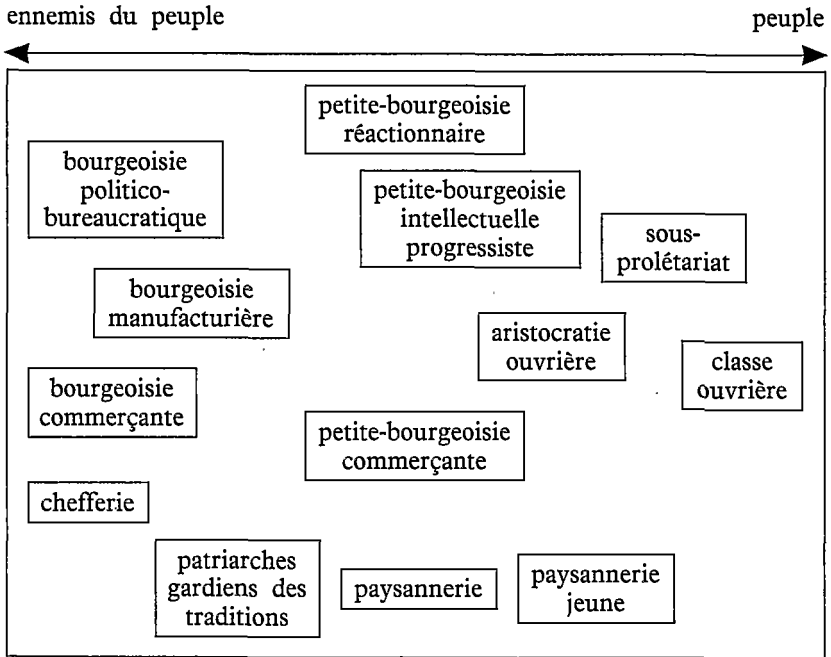 ennemis du peuple
peuple
petite-bourgeoisie
réactionnaire
bourgeoisie
politico-
bureaucratique
petite-bourgeoisie
intellectuelle
progressiste
sous-
prolétariat
bourgeoisie
manufacturière
aristocratie
ouvrière
classe
ouvrière
bourgeoisie
commerçante
petite-bourgeoisie
commerçante
chefferie
patriarches
gardiens des
traditions
paysannerie
paysannerie
jeune